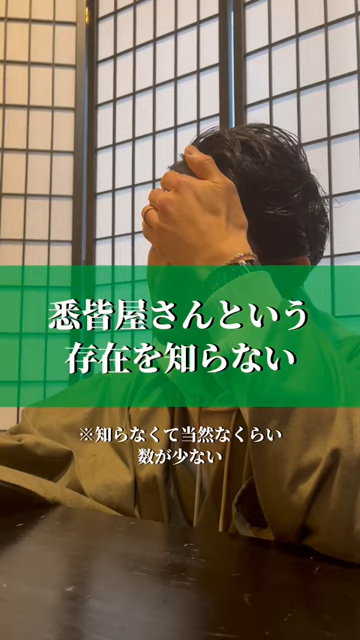 悉皆屋さんという
存在を知らない
※知らなくて当然なくらい
数が少ない